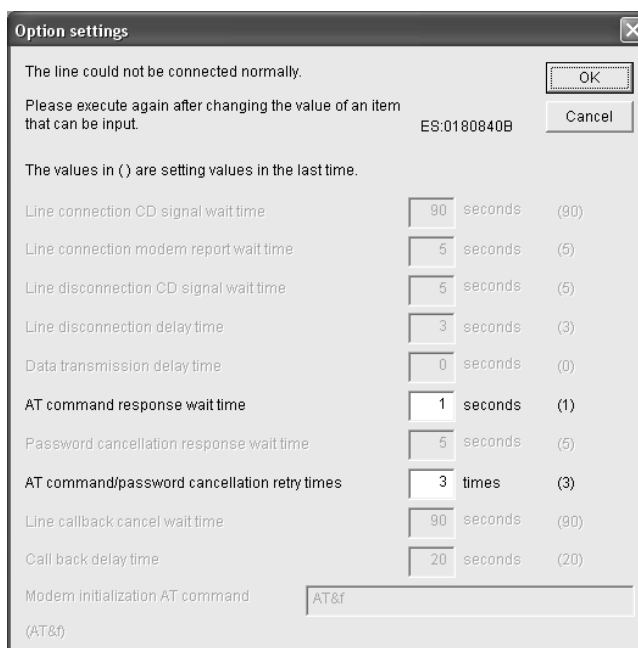 Option settings
The line could not be connected normally.
OK
Please execute again after changing the value of an item
that can be input.
ES:0180840B
Cancel
The values in ( ) are setting values in the last time.
Line connection CD signal wait time 90 seconds (90)
Line connection modem report wait time 5 seconds (5)
Line disconnection CD signal wait time 5 seconds (5)
Line disconnection delay time 3 seconds (3)
Data transmission delay time 0 seconds (0)
AT command response wait time 1 seconds (1)
Password cancellation response wait time 5 seconds (5)
AT command/password cancellation retry times 3 times (3)
Line callback cancel wait time 90 seconds (90)
Call back delay time 20 seconds (20)
Modem initialization AT command AT&f
(AT&f)